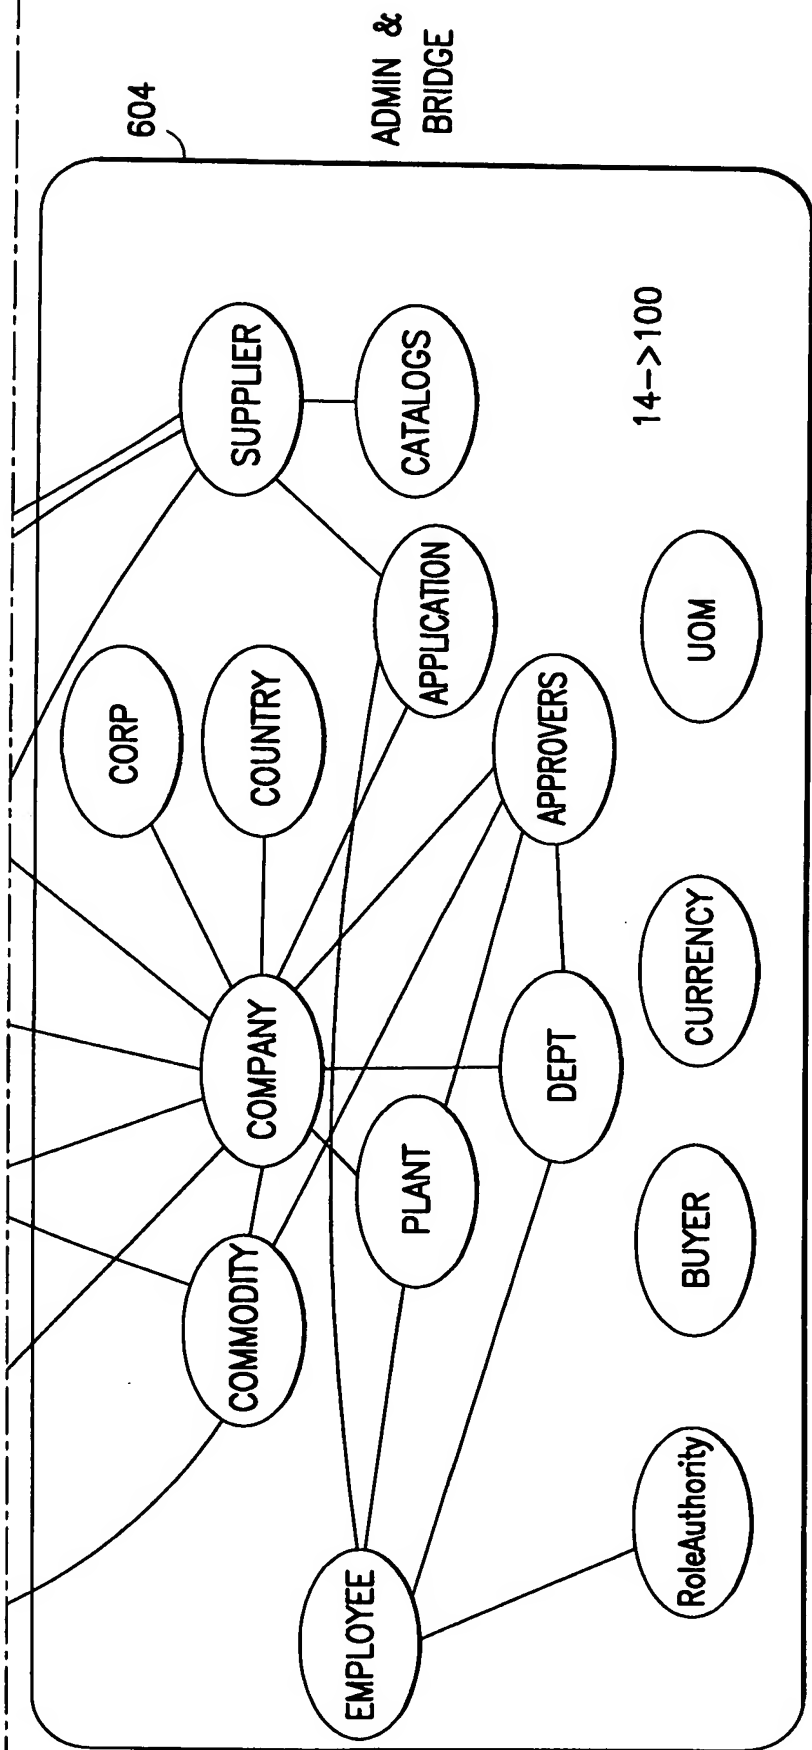 604
ADMIN &
BRIDGE
SUPPLIER
CATALOGS
CORP
COUNTRY
APPLICATION
APPROVERS
14->100
UOM
COMPANY
COMMODITY
PLANT
DEPT
CURRENCY
BUYER
EMPLOYEE
RoleAuthority